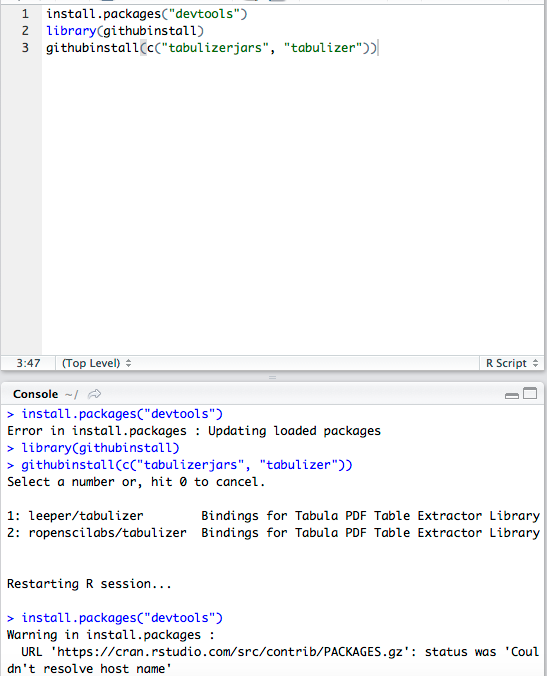 1 install.packages("devtools")
2 library(githubinstall)
3 githubinstall(c("tabulizerjars", "tabulizer"))
3:47 (Top Level) R Script
Console ~/
> install.packages("devtools")
Error in install.packages : Updating loaded packages
> library(githubinstall)
> githubinstall(c("tabulizerjars", "tabulizer"))
Select a number or, hit 0 to cancel.
1: leeper/tabulizer Bindings for Tabula PDF Table Extractor Library
2: ropenscilabs/tabulizer Bindings for Tabula PDF Table Extractor Library
Restarting R session...
> install.packages("devtools")
Warning in install.packages :
URL 'https://cran.rstudio.com/src/contrib/PACKAGES.gz': status was 'Coul
dn't resolve host name'